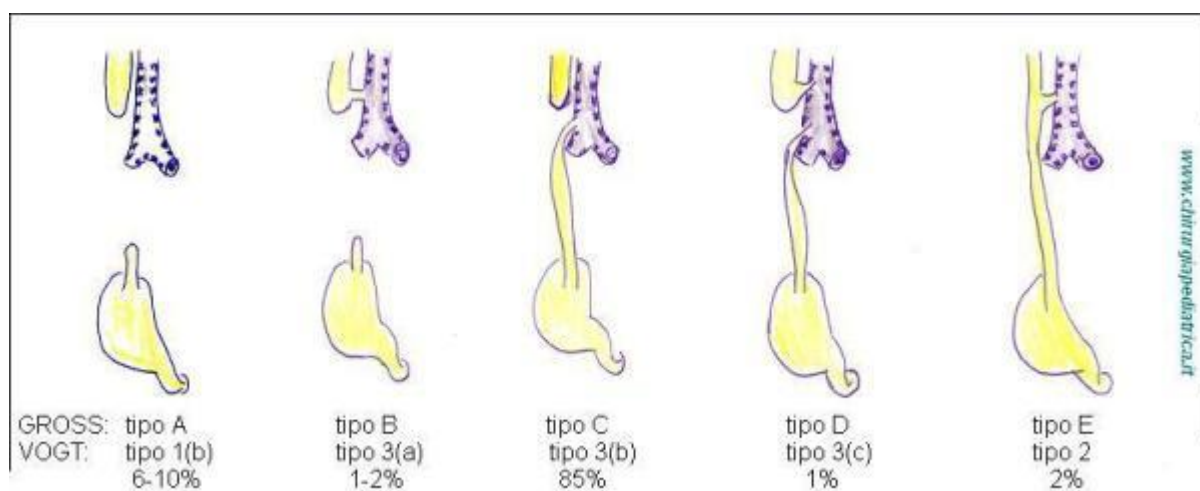 GROSS: tipo A tipo B tipo C tipo D tipo E
VOGT: tipo 1(b) tipo 3(a) tipo 3(b) tipo 3(c) tipo 2
6-10% 1-2% 85% 1% 2%
www.chirurgiapediatrica.it